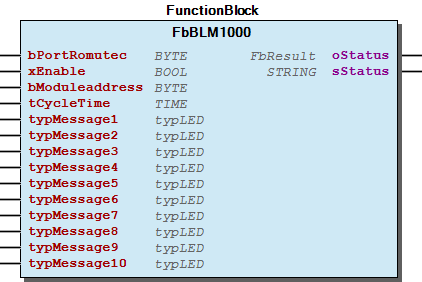 FunctionBlock
FbBLM1000
bPortRomutec BYTE FbResult oStatus
xEnable BOOL STRING sStatus
bModuleaddress BYTE
tCycleTime TIME
typMessage1 typLED
typMessage2 typLED
typMessage3 typLED
typMessage4 typLED
typMessage5 typLED
typMessage6 typLED
typMessage7 typLED
typMessage8 typLED
typMessage9 typLED
typMessage10 typLED